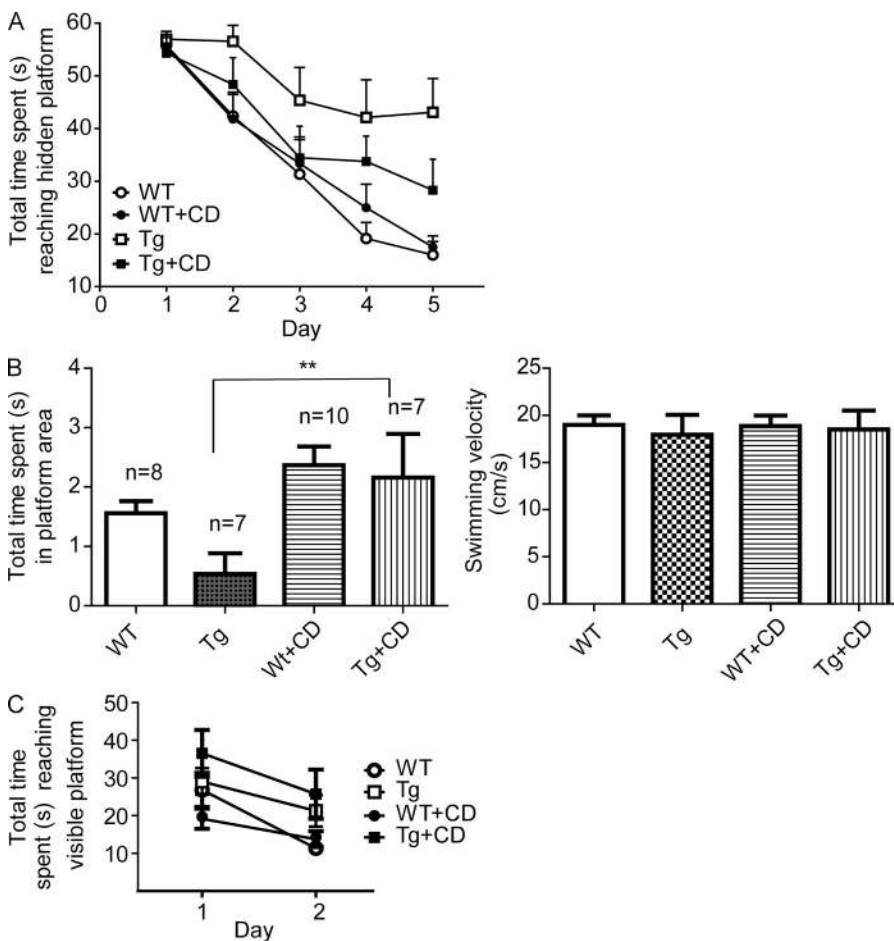 A
Total time spent (s)
reaching hidden platform
60
50
40
30
20
10
WT
WT+CD
Tg
Tg+CD
0 1 2 3 4 5
Day
B
Total time spent (s)
in platform area
4
3
2
1
0
**
n=8
n=7
n=10
n=7
WT Tg Wt+CD Tg+CD
Swimming velocity
(cm/s)
25
20
15
10
5
0
WT Tg WT+CD Tg+CD
C
Total time
spent (s) reaching
visible platform
50
40
30
20
10
WT
Tg
WT+CD
Tg+CD
1 2
Day